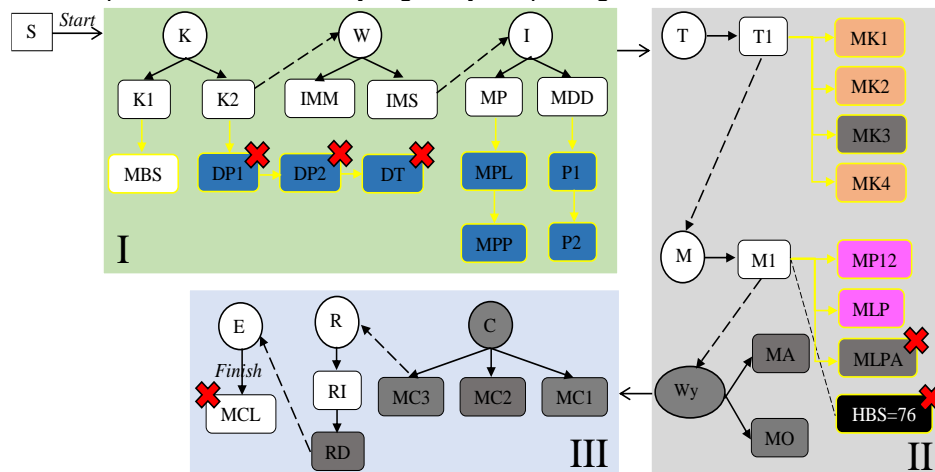 Start
S
K
W
I
T
T1
MK1
K1
K2
IMM
IMS
MP
MDD
MK2
MK3
MBS
DP1
DP2
DT
MPL
P1
MK4
I
MPP
P2
M
M1
MP12
MLP
E
R
C
MA
MLPA
Finish
MCL
RI
MC3
MC2
MC1
Wy
HBS=76
RD
III
MO
II